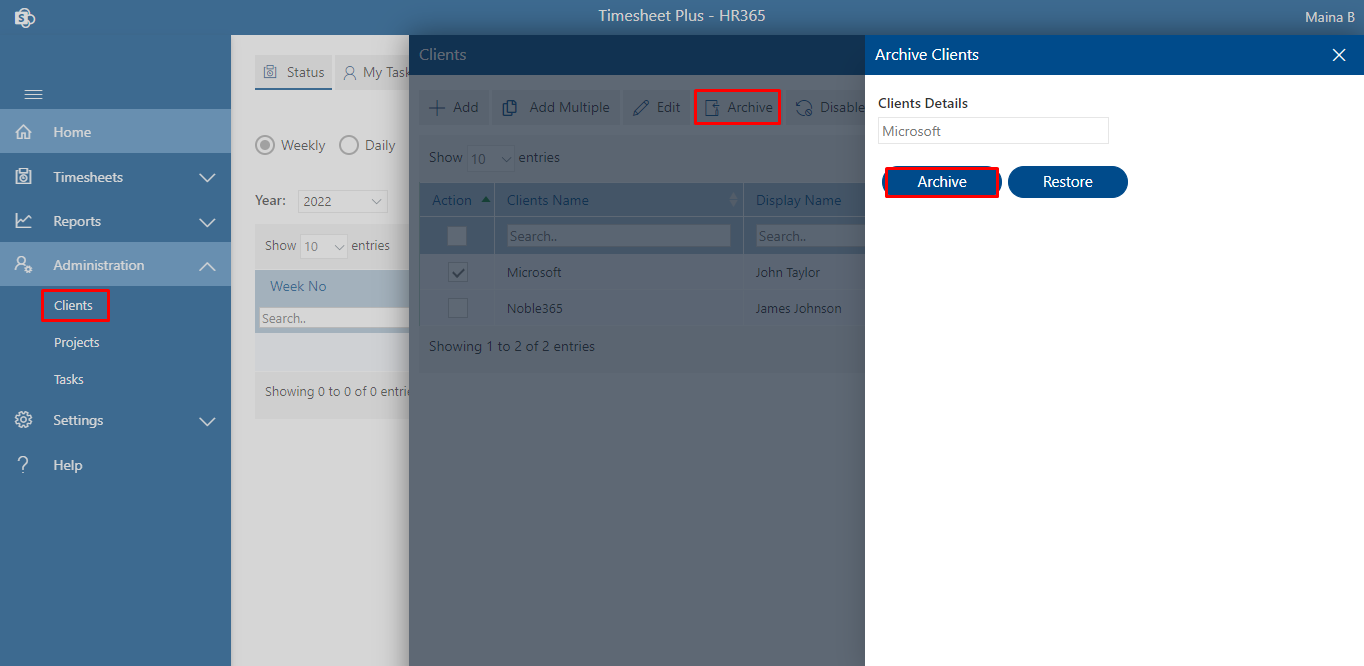 Timesheet Plus - HR365
Maina B
Home
Timesheets
Reports
Administration
Clients
Projects
Tasks
Settings
Help
Status
My Task
Weekly
Daily
Year:
2022
Show 10 entries
Week No
Search..
Showing 0 to 0 of 0 entrie
Clients
Add
Add Multiple
Edit
Archive
Disable
Show 10 entries
Action
Clients Name
Display Name
Search..
Search..
Microsoft
John Taylor
Noble365
James Johnson
Showing 1 to 2 of 2 entries
Archive Clients
Clients Details
Microsoft
Archive
Restore